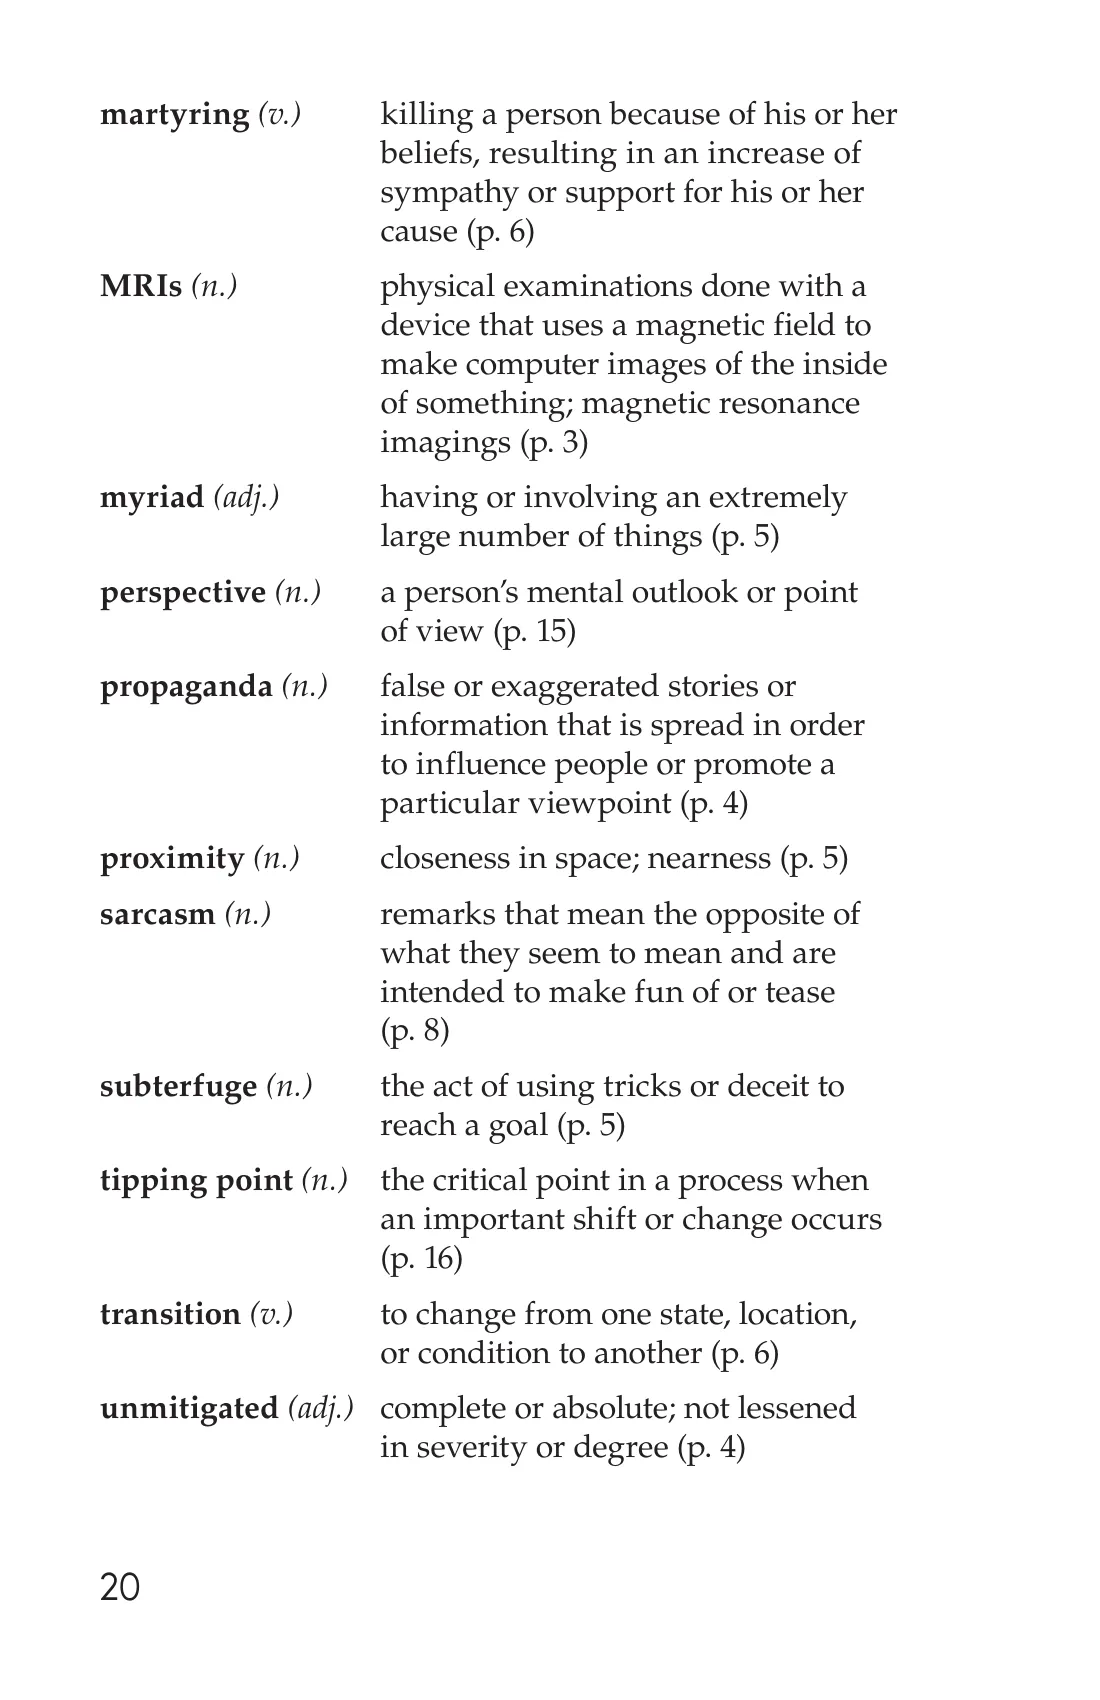 martyring (v.) killing a person because of his or her
beliefs, resulting in an increase of
sympathy or support for his or her
cause (p. 6)
MRIs (n.) physical examinations done with a
device that uses a magnetic field to
make computer images of the inside
of something; magnetic resonance
imagings (p. 3)
myriad (adj.) having or involving an extremely
large number of things (p. 5)
perspective (n.) a person’s mental outlook or point
of view (p. 15)
propaganda (n.) false or exaggerated stories or
information that is spread in order
to influence people or promote a
particular viewpoint (p. 4)
proximity (n.) closeness in space; nearness (p. 5)
sarcasm (n.) remarks that mean the opposite of
what they seem to mean and are
intended to make fun of or tease
(p. 8)
subterfuge (n.) the act of using tricks or deceit to
reach a goal (p. 5)
tipping point (n.) the critical point in a process when
an important shift or change occurs
(p. 16)
transition (v.) to change from one state, location,
or condition to another (p. 6)
unmitigated (adj.) complete or absolute; not lessened
in severity or degree (p. 4)
20